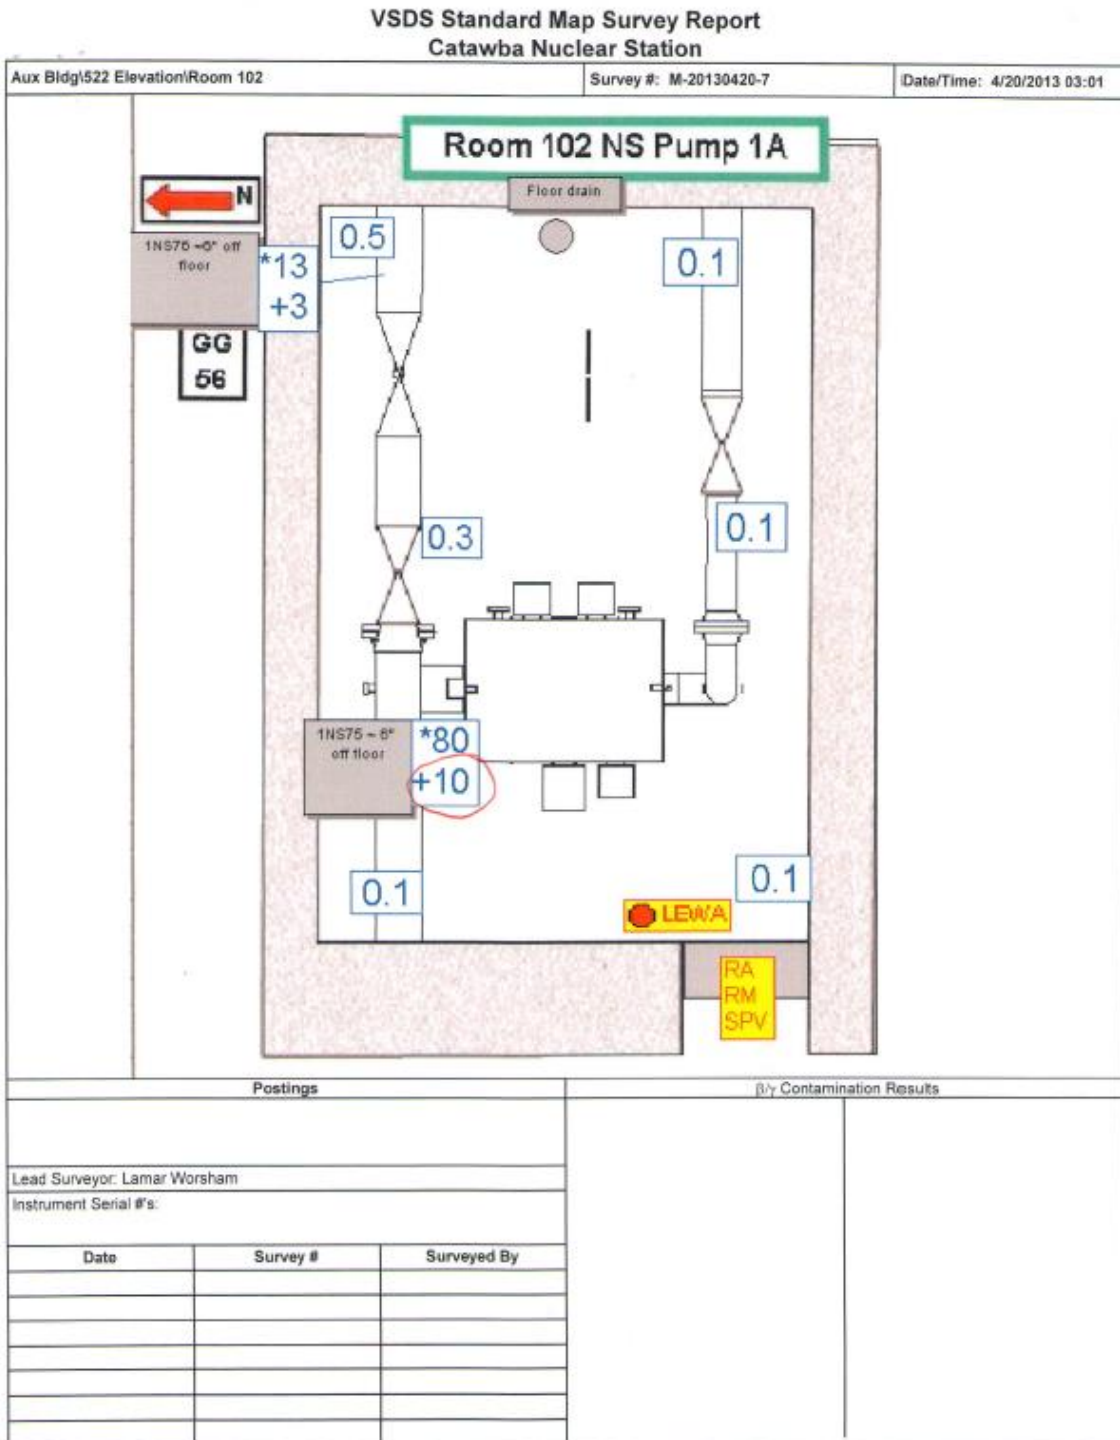 VSDS Standard Map Survey Report
Catawba Nuclear Station
Aux Bldg\522 Elevation\Room 102
Survey #: M-20130420-7
Date/Time: 4/20/2013 03:01
Room 102 NS Pump 1A
Floor drain
N
1NS76 ~6" off
floor
*13
+3
0.5
0.1
GG
56
0.3
0.1
1NS75 ~ 6"
off floor
*80
+10
0.1
0.1
LEWA
RA
RM
SPV
Postings
β/γ Contamination Results
Lead Surveyor: Lamar Worsham
Instrument Serial #'s:
Date
Survey #
Surveyed By